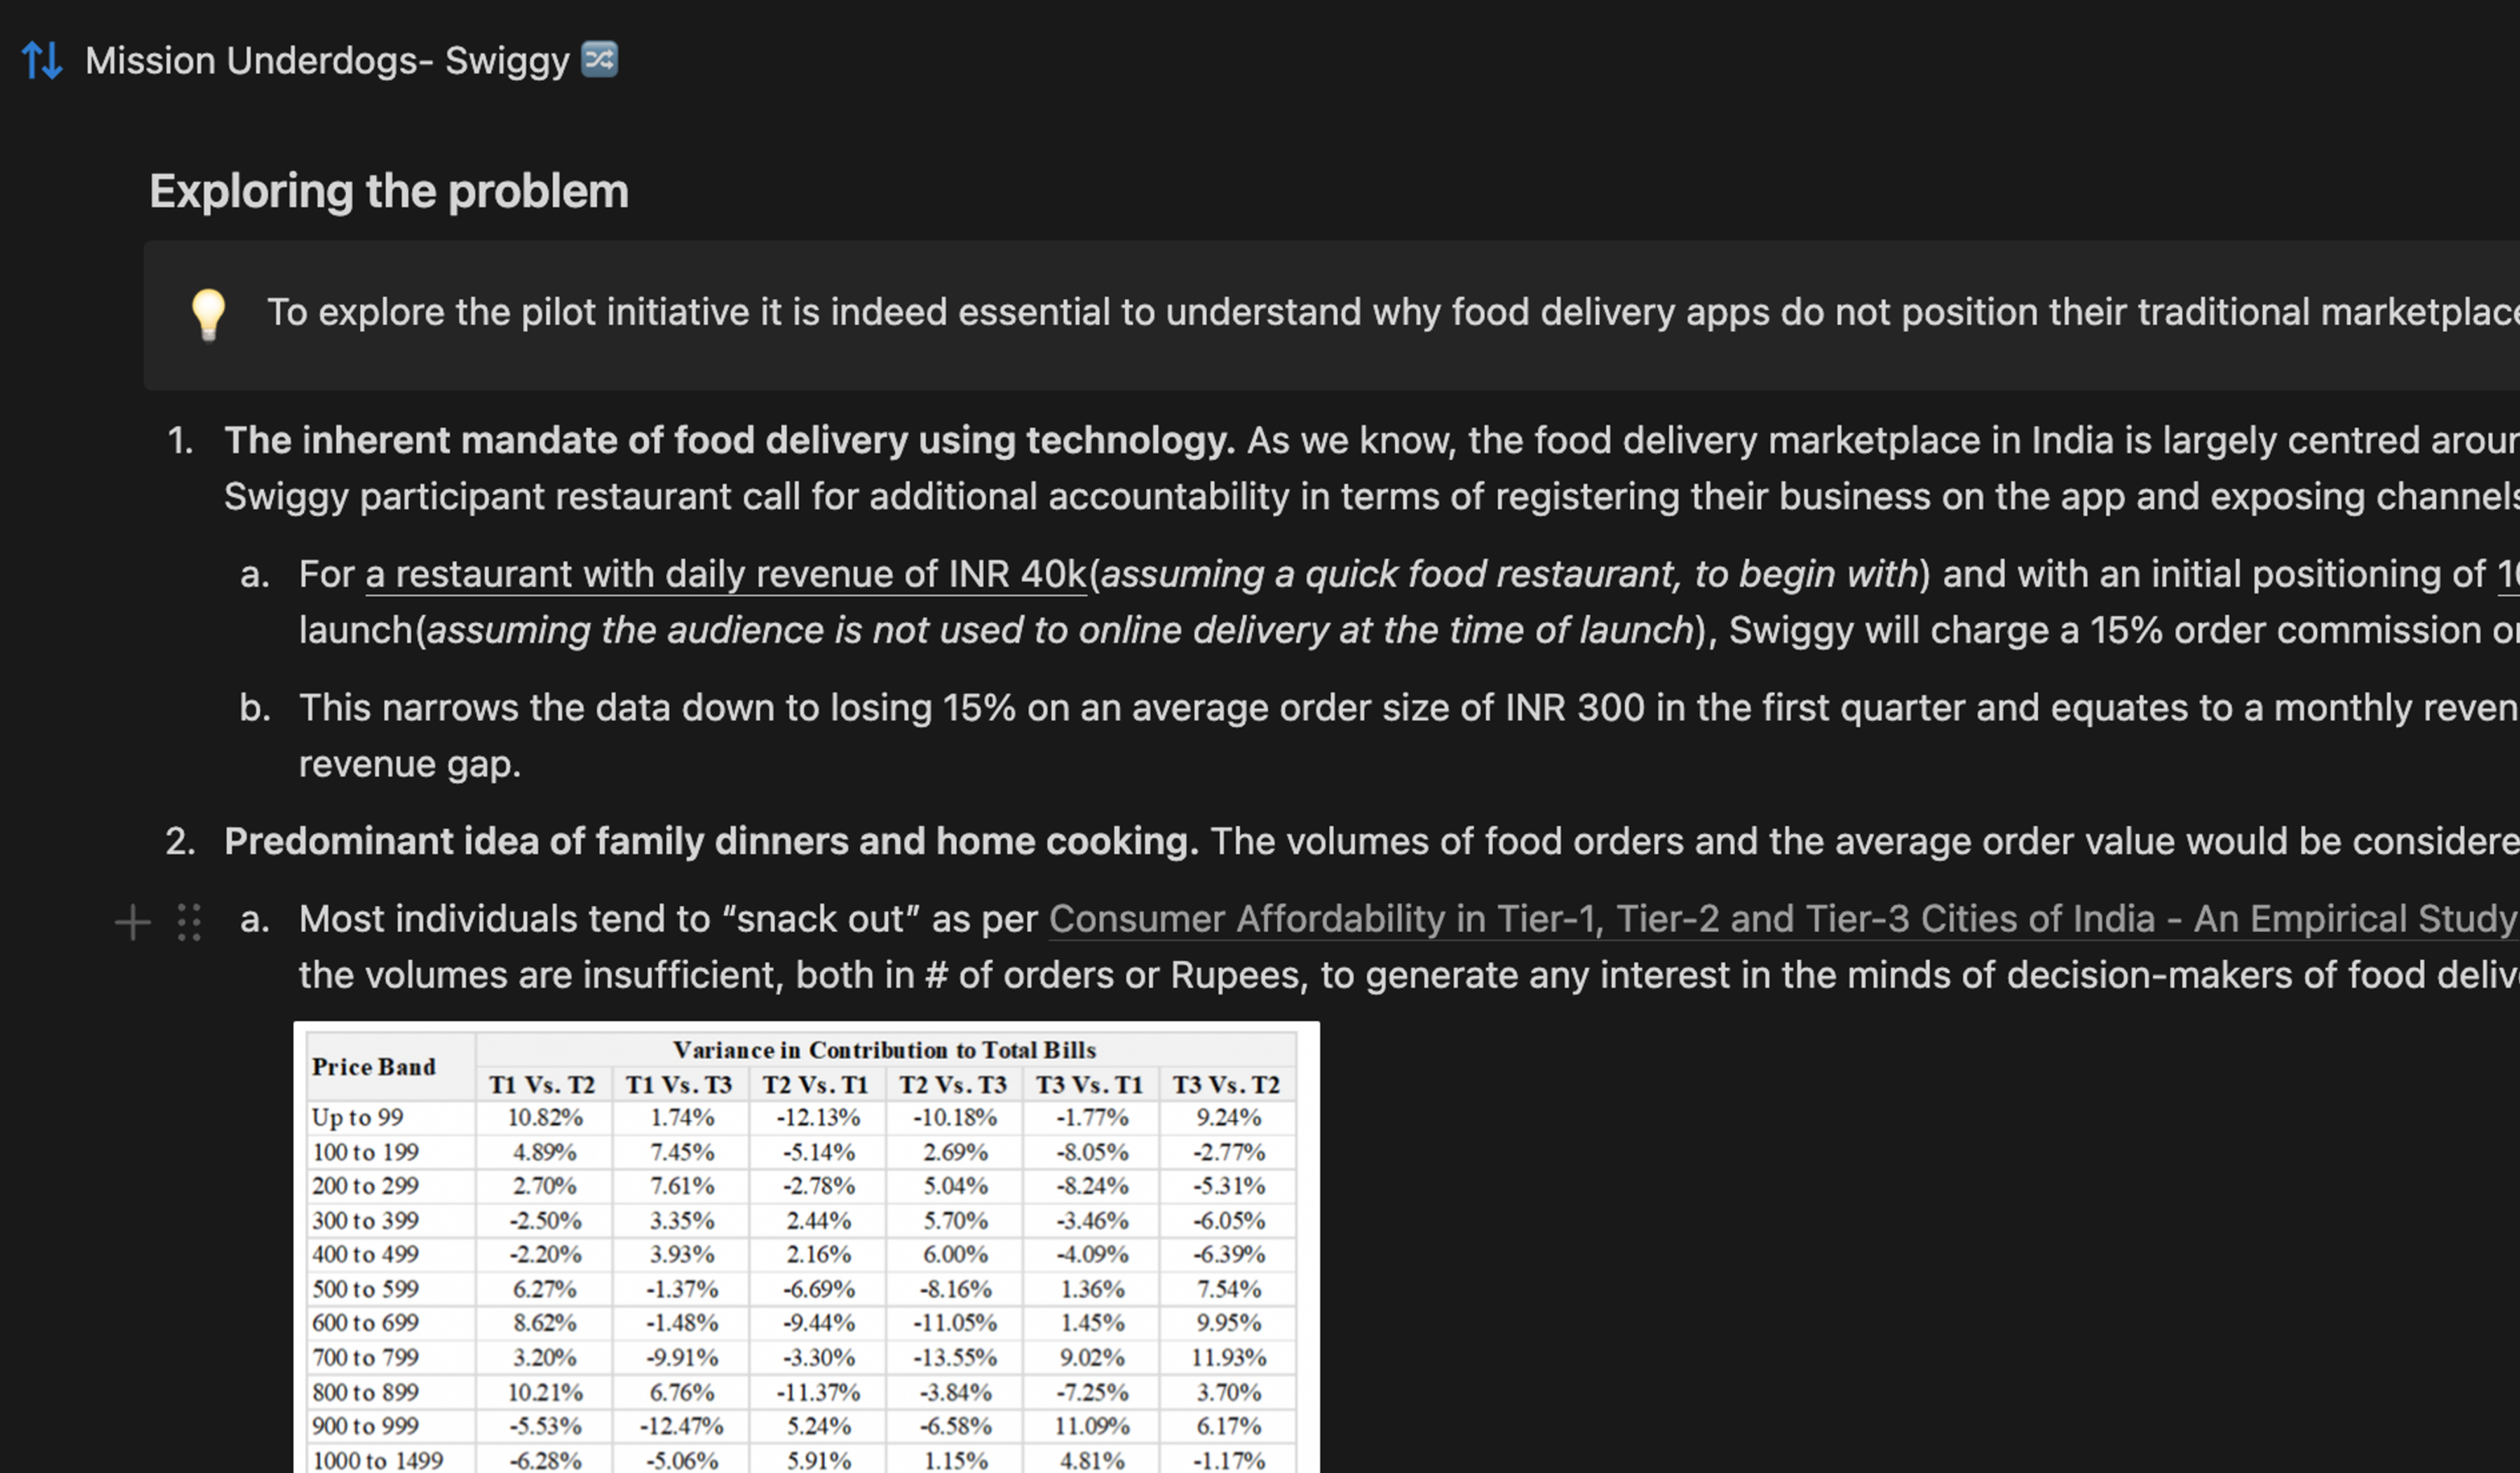 Mission Underdogs- Swiggy
Exploring the problem
To explore the pilot initiative it is indeed essential to understand why food delivery apps do not position their traditional marketplace
1. The inherent mandate of food delivery using technology. As we know, the food delivery marketplace in India is largely centred
Swiggy participant restaurant call for additional accountability in terms of registering their business on the app and exposing channels
a. For a restaurant with daily revenue of INR 40k(assuming a quick food restaurant, to begin with) and with an initial positioning of
launch(assuming the audience is not used to online delivery at the time of launch), Swiggy will charge a 15% order commission
b. This narrows the data down to losing 15% on an average order size of INR 300 in the first quarter and equates to a monthly
revenue gap.
2. Predominant idea of family dinners and home cooking. The volumes of food orders and the average order value would be
a. Most individuals tend to “snack out” as per Consumer Affordability in Tier-1, Tier-2 and Tier-3 Cities of India - An Empirical Study
the volumes are insufficient, both in # of orders or Rupees, to generate any interest in the minds of decision-makers of food
Price Band Variance in Contribution to Total Bills
T1 Vs. T2 T1 Vs. T3 T2 Vs. T1 T2 Vs. T3 T3 Vs. T1 T3 Vs. T2
Up to 99 10.82% 1.74% -12.13% -10.18% -1.77% 9.24%
100 to 199 4.89% 7.45% -5.14% 2.69% -8.05% -2.77%
200 to 299 2.70% 7.61% -2.78% 5.04% -8.24% -5.31%
300 to 399 -2.50% 3.35% 2.44% 5.70% -3.46% -6.05%
400 to 499 -2.20% 3.93% 2.16% 6.00% -4.09% -6.39%
500 to 599 6.27% -1.37% -6.69% -8.16% 1.36% 7.54%
600 to 699 8.62% -1.48% -9.44% -11.05% 1.45% 9.95%
700 to 799 3.20% -9.91% -3.30% -13.55% 9.02% 11.93%
800 to 899 10.21% 6.76% -11.37% -3.84% -7.25% 3.70%
900 to 999 -5.53% -12.47% 5.24% -6.58% 11.09% 6.17%
1000 to 1499 -6.28% -5.06% 5.91% 1.15% 4.81% -1.17%